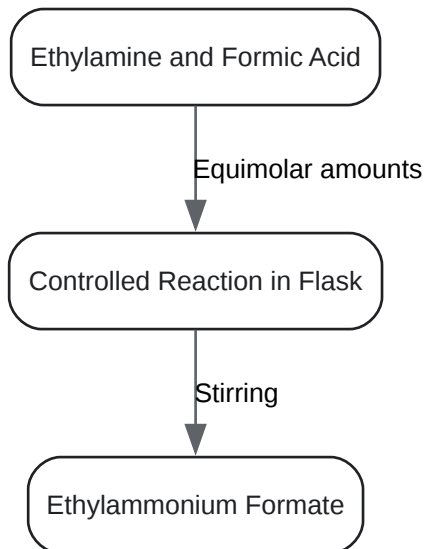 Ethylamine and Formic Acid
Equimolar amounts
Controlled Reaction in Flask
Stirring
Ethylammonium Formate